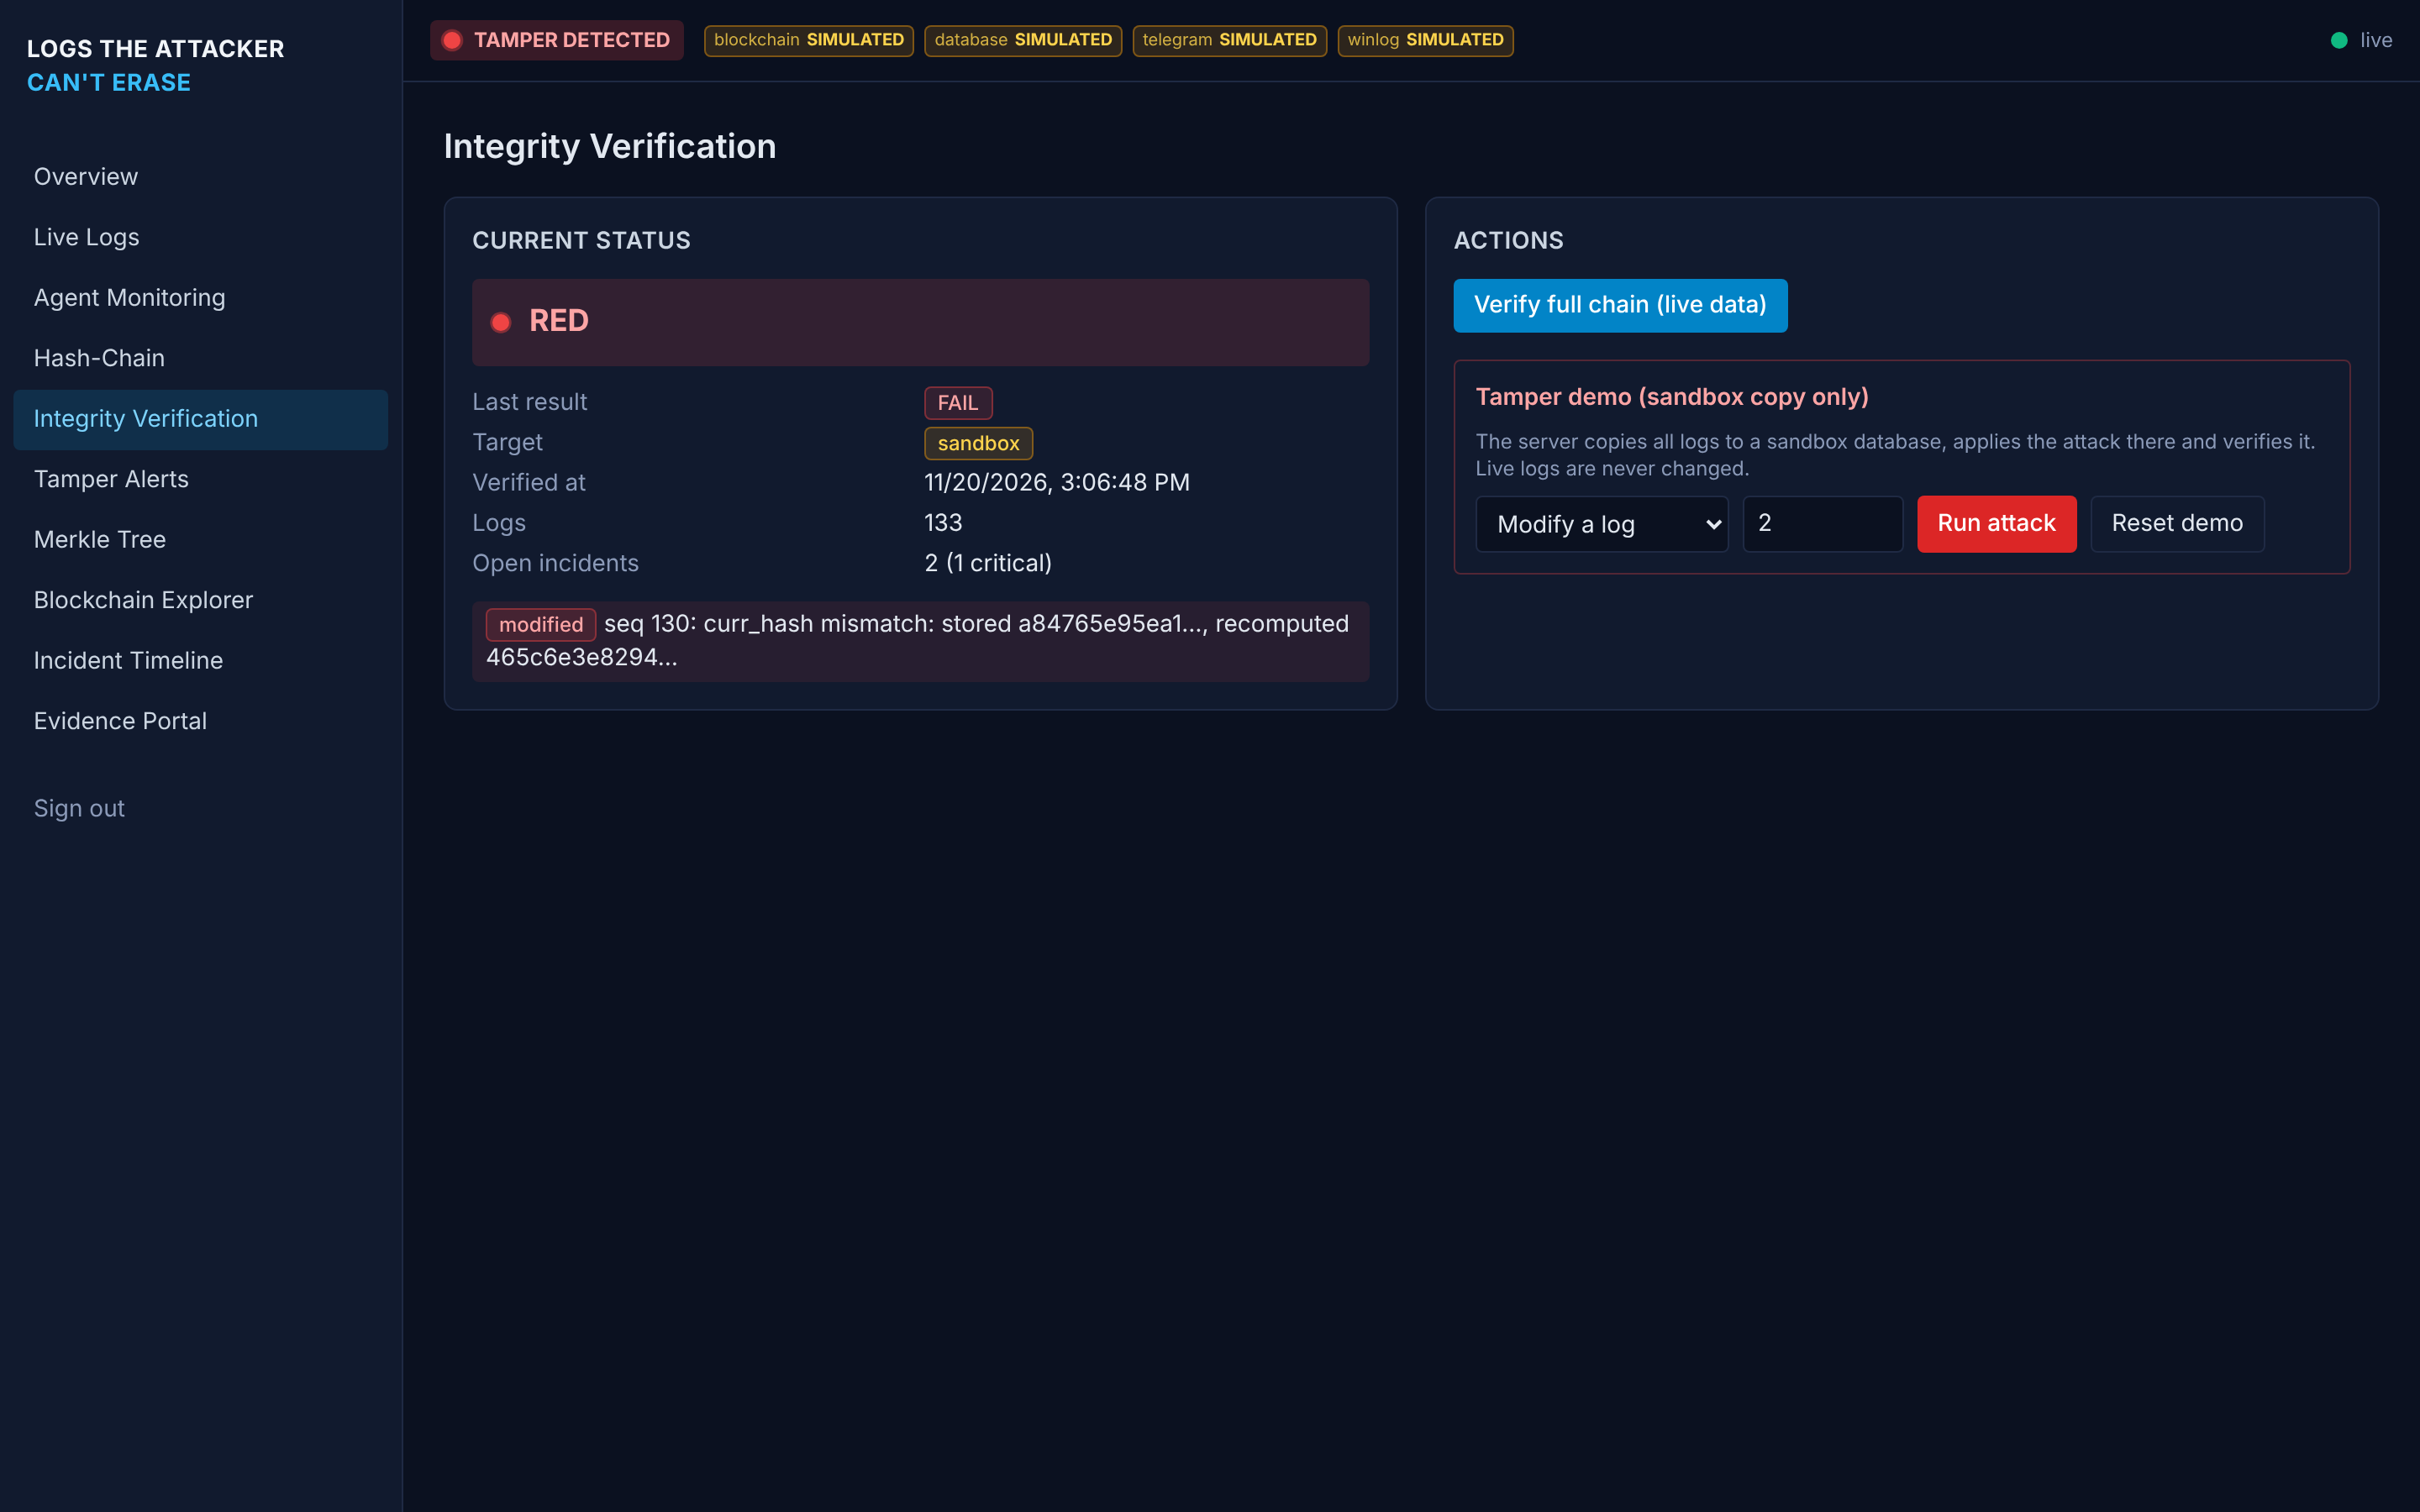 LOGS THE ATTACKER
CAN'T ERASE
Overview
Live Logs
Agent Monitoring
Hash-Chain
Integrity Verification
Tamper Alerts
Merkle Tree
Blockchain Explorer
Incident Timeline
Evidence Portal
Sign out
TAMPER DETECTED
blockchain SIMULATED
database SIMULATED
telegram SIMULATED
winlog SIMULATED
live
Integrity Verification
CURRENT STATUS
RED
Last result FAIL
Target sandbox
Verified at 11/20/2026, 3:06:48 PM
Logs 133
Open incidents 2 (1 critical)
modified seq 130: curr_hash mismatch: stored a84765e95ea1…, recomputed
465c6e3e8294…
ACTIONS
Verify full chain (live data)
Tamper demo (sandbox copy only)
The server copies all logs to a sandbox database, applies the attack there and verifies it.
Live logs are never changed.
Modify a log 2 Run attack Reset demo